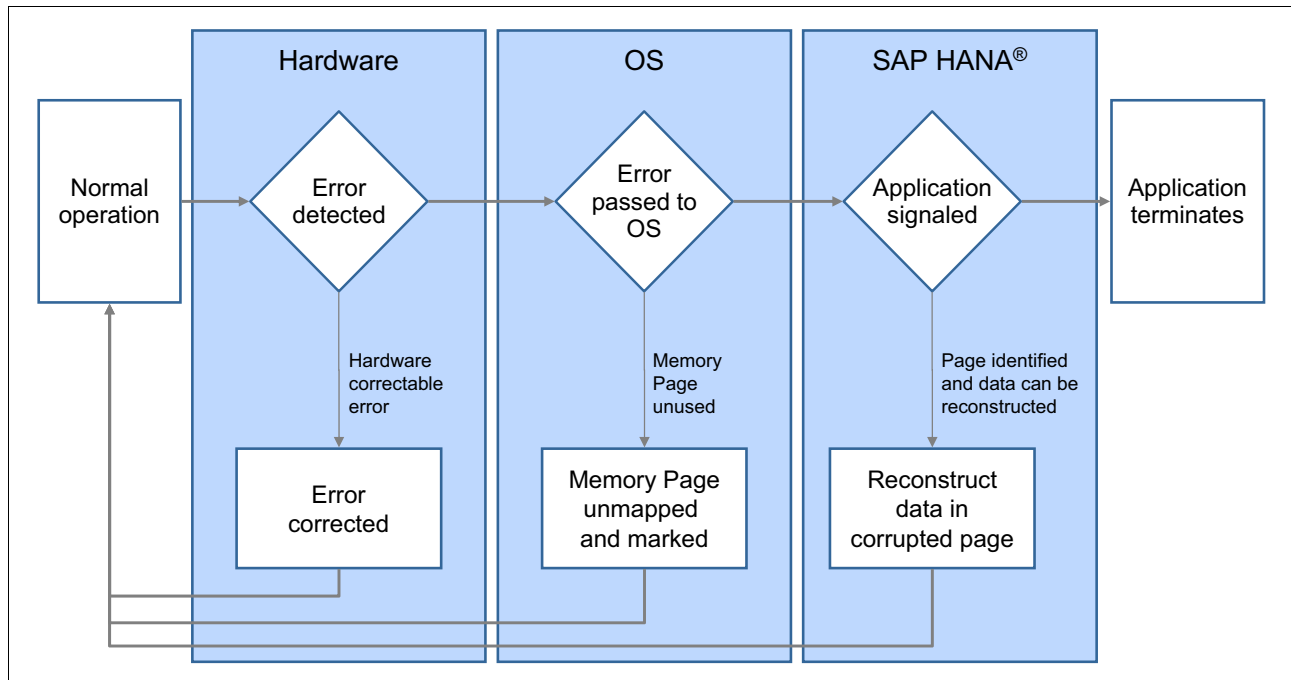 Hardware
OS
SAP HANA®
Normal
operation
Error
detected
Error
passed to
OS
Application
signaled
Application
terminates
Hardware
correctable
error
Memory
Page
unused
Page identified
and data can be
reconstructed
Error
corrected
Memory Page
unmapped
and marked
Reconstruct
data in
corrupted page